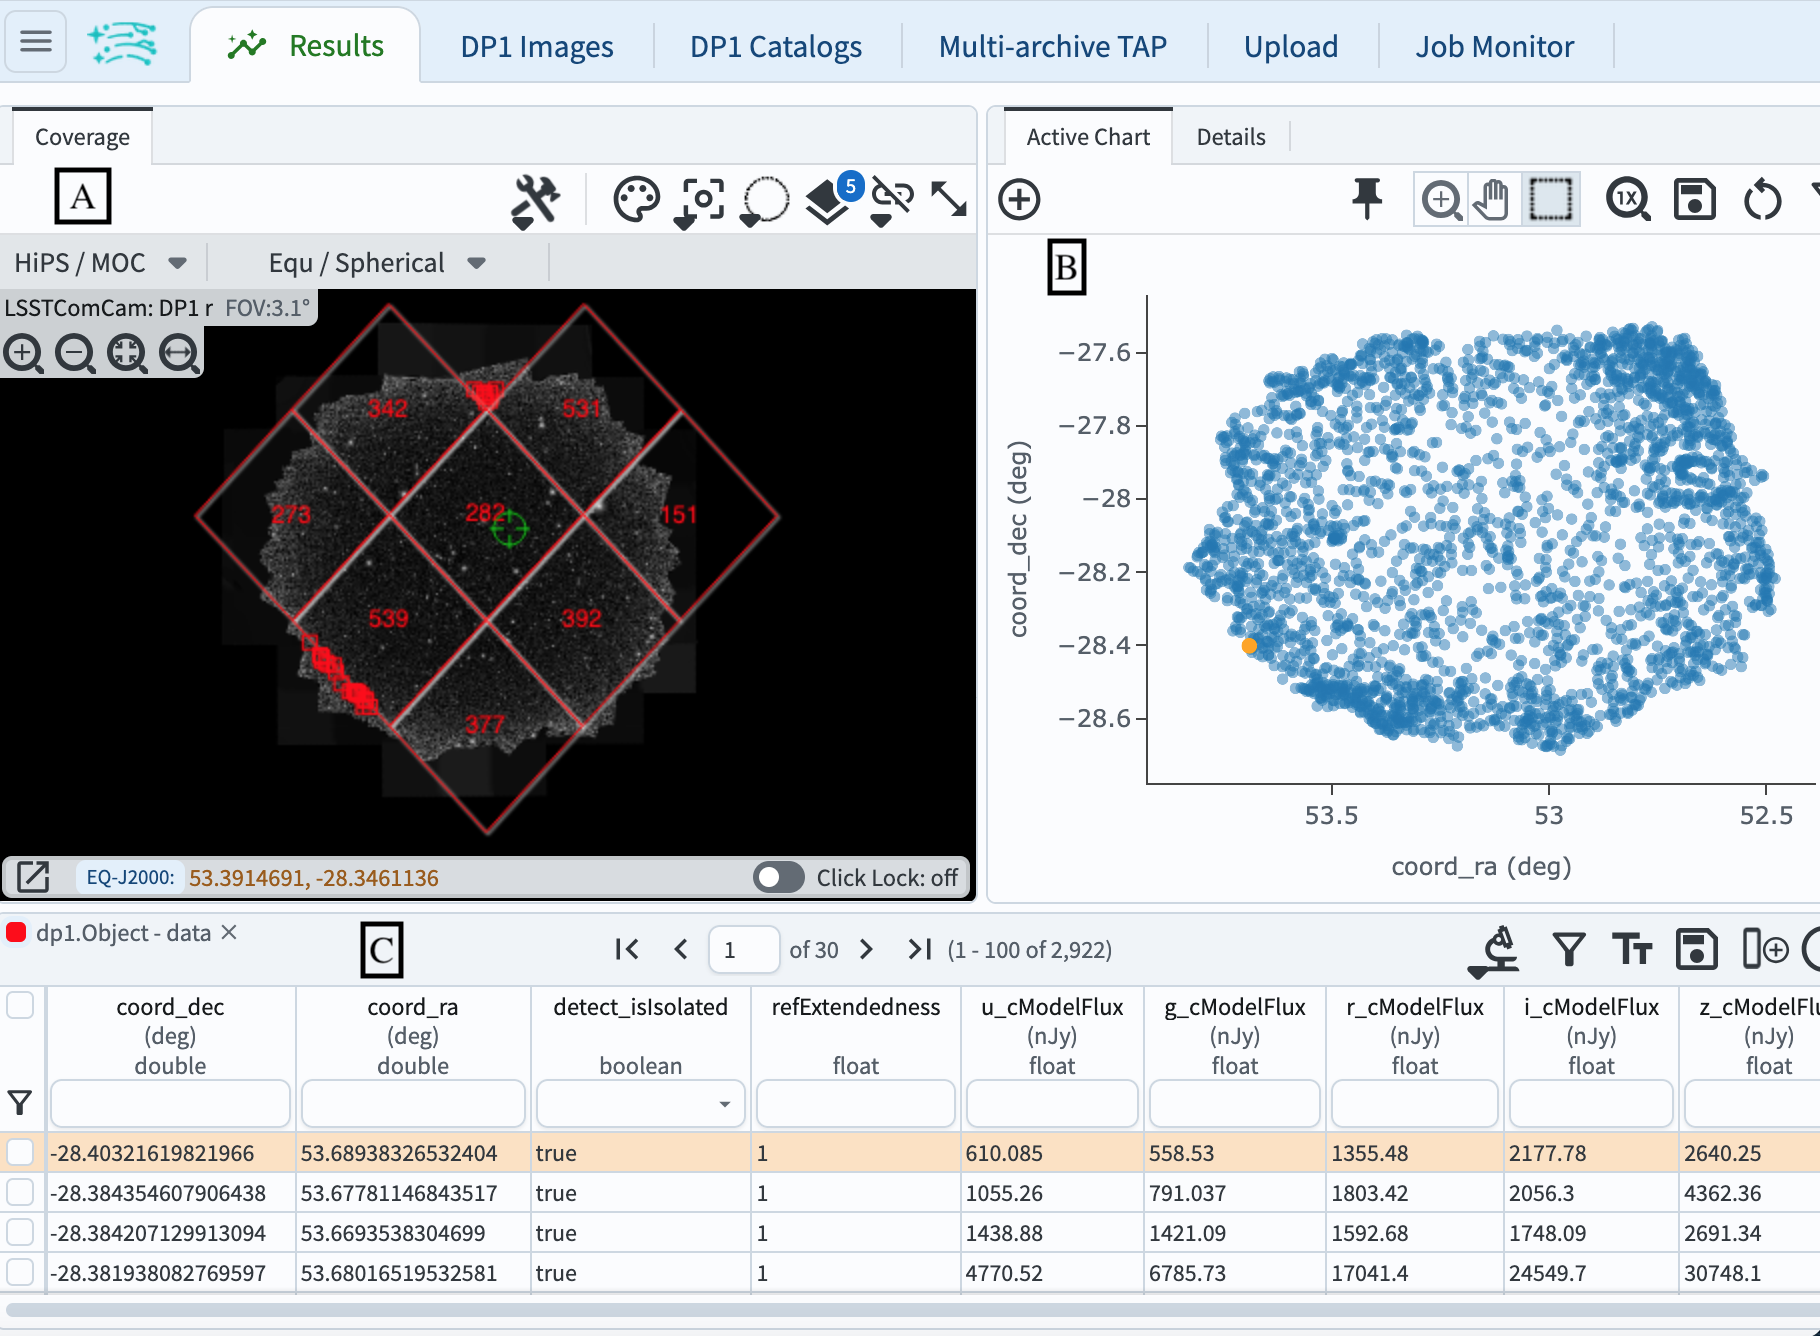 Results
DP1 Images
DP1 Catalogs
Multi-archive TAP
Upload
Job Monitor
Coverage
A
5
HiPS / MOC
Equ / Spherical
LSSTComCam: DP1 r FOV:3.1°
342
531
273
282
151
539
392
377
EQ-J2000: 53.3914691, -28.3461136
Click Lock: off
Active Chart
Details
1X
B
−27.6
−27.8
−28
−28.2
−28.4
−28.6
coord_dec (deg)
53.5
53
52.5
coord_ra (deg)
dp1.Object - data
C
1 of 30 (1 - 100 of 2,922)
coord_dec coord_ra detect_isIsolated refExtendedness u_cModelFlux g_cModelFlux r_cModelFlux i_cModelFlux z_cModelFlu
(deg) (deg) (nJy) (nJy) (nJy) (nJy) (nJy)
double double boolean float float float float float float
-28.40321619821966 53.68938326532404 true 1 610.085 558.53 1355.48 2177.78 2640.25
-28.384354607906438 53.67781146843517 true 1 1055.26 791.037 1803.42 2056.3 4362.36
-28.384207129913094 53.6693538304699 true 1 1438.88 1421.09 1592.68 1748.09 2691.34
-28.381938082769597 53.68016519532581 true 1 4770.52 6785.73 17041.4 24549.7 30748.1